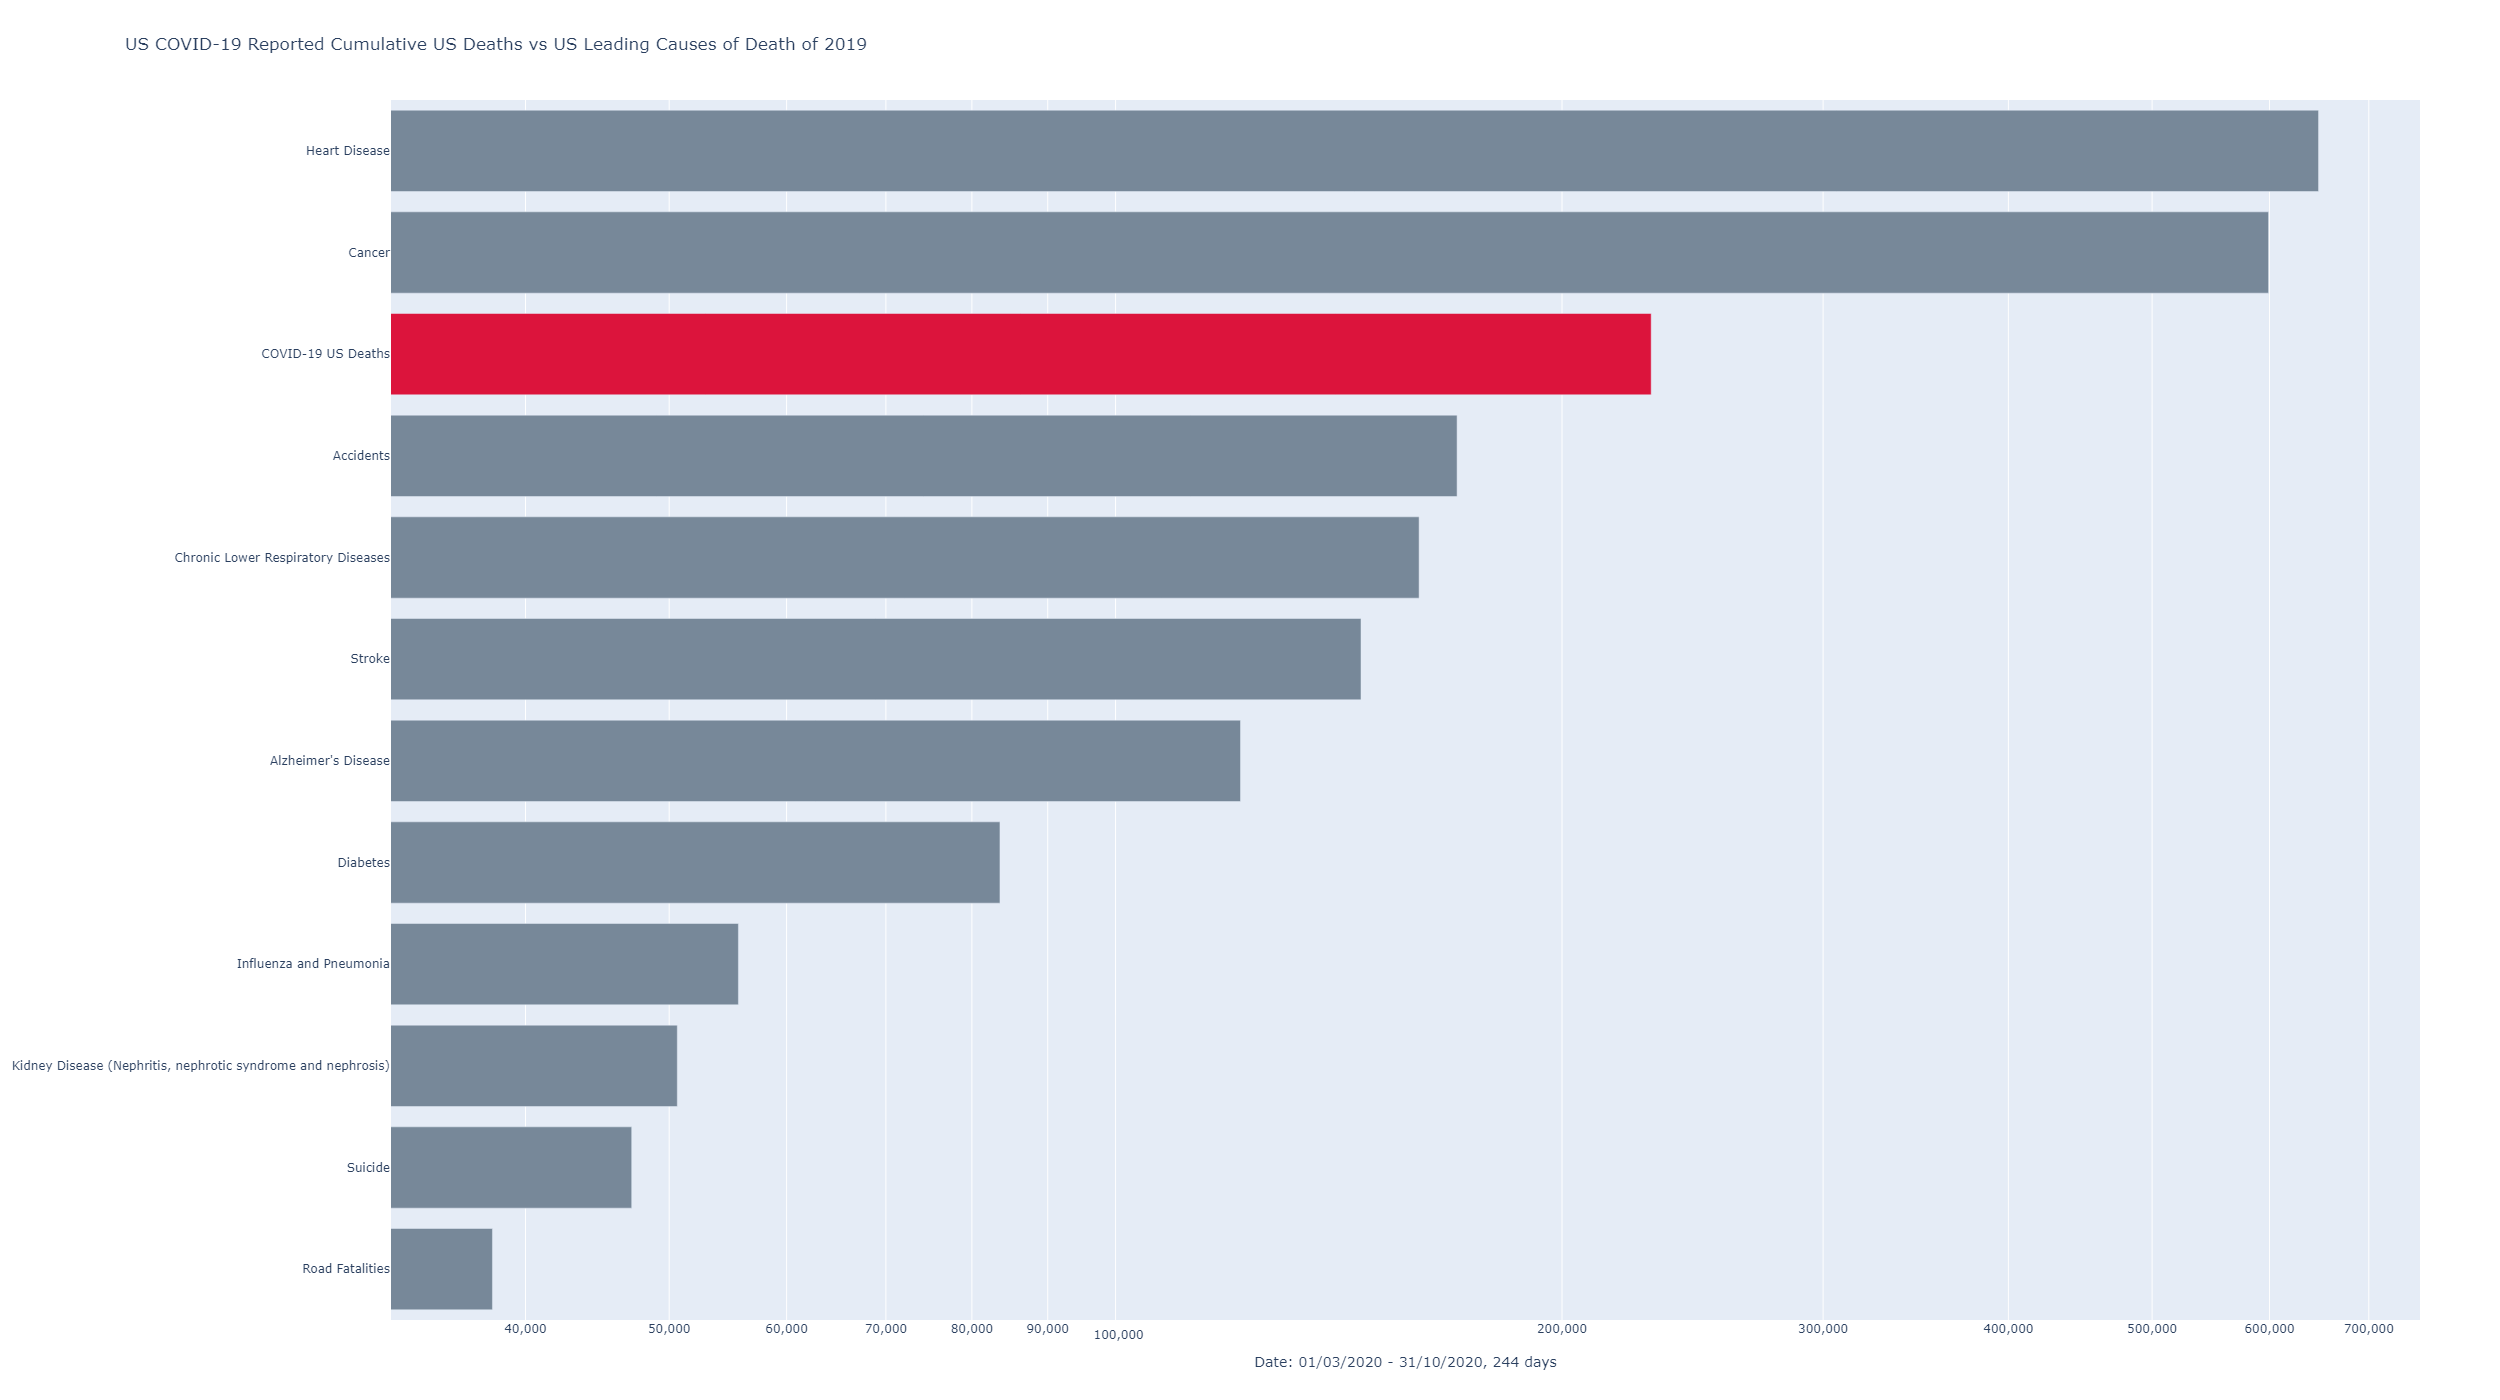 US COVID-19 Reported Cumulative US Deaths vs US Leading Causes of Death of 2019
Heart Disease
Cancer
COVID-19 US Deaths
Accidents
Chronic Lower Respiratory Diseases
Stroke
Alzheimer's Disease
Diabetes
Influenza and Pneumonia
Kidney Disease (Nephritis, nephrotic syndrome and nephrosis)
Suicide
Road Fatalities
40,000 50,000 60,000 70,000 80,000 90,000 100,000 200,000 300,000 400,000 500,000 600,000 700,000
Date: 01/03/2020 - 31/10/2020, 244 days